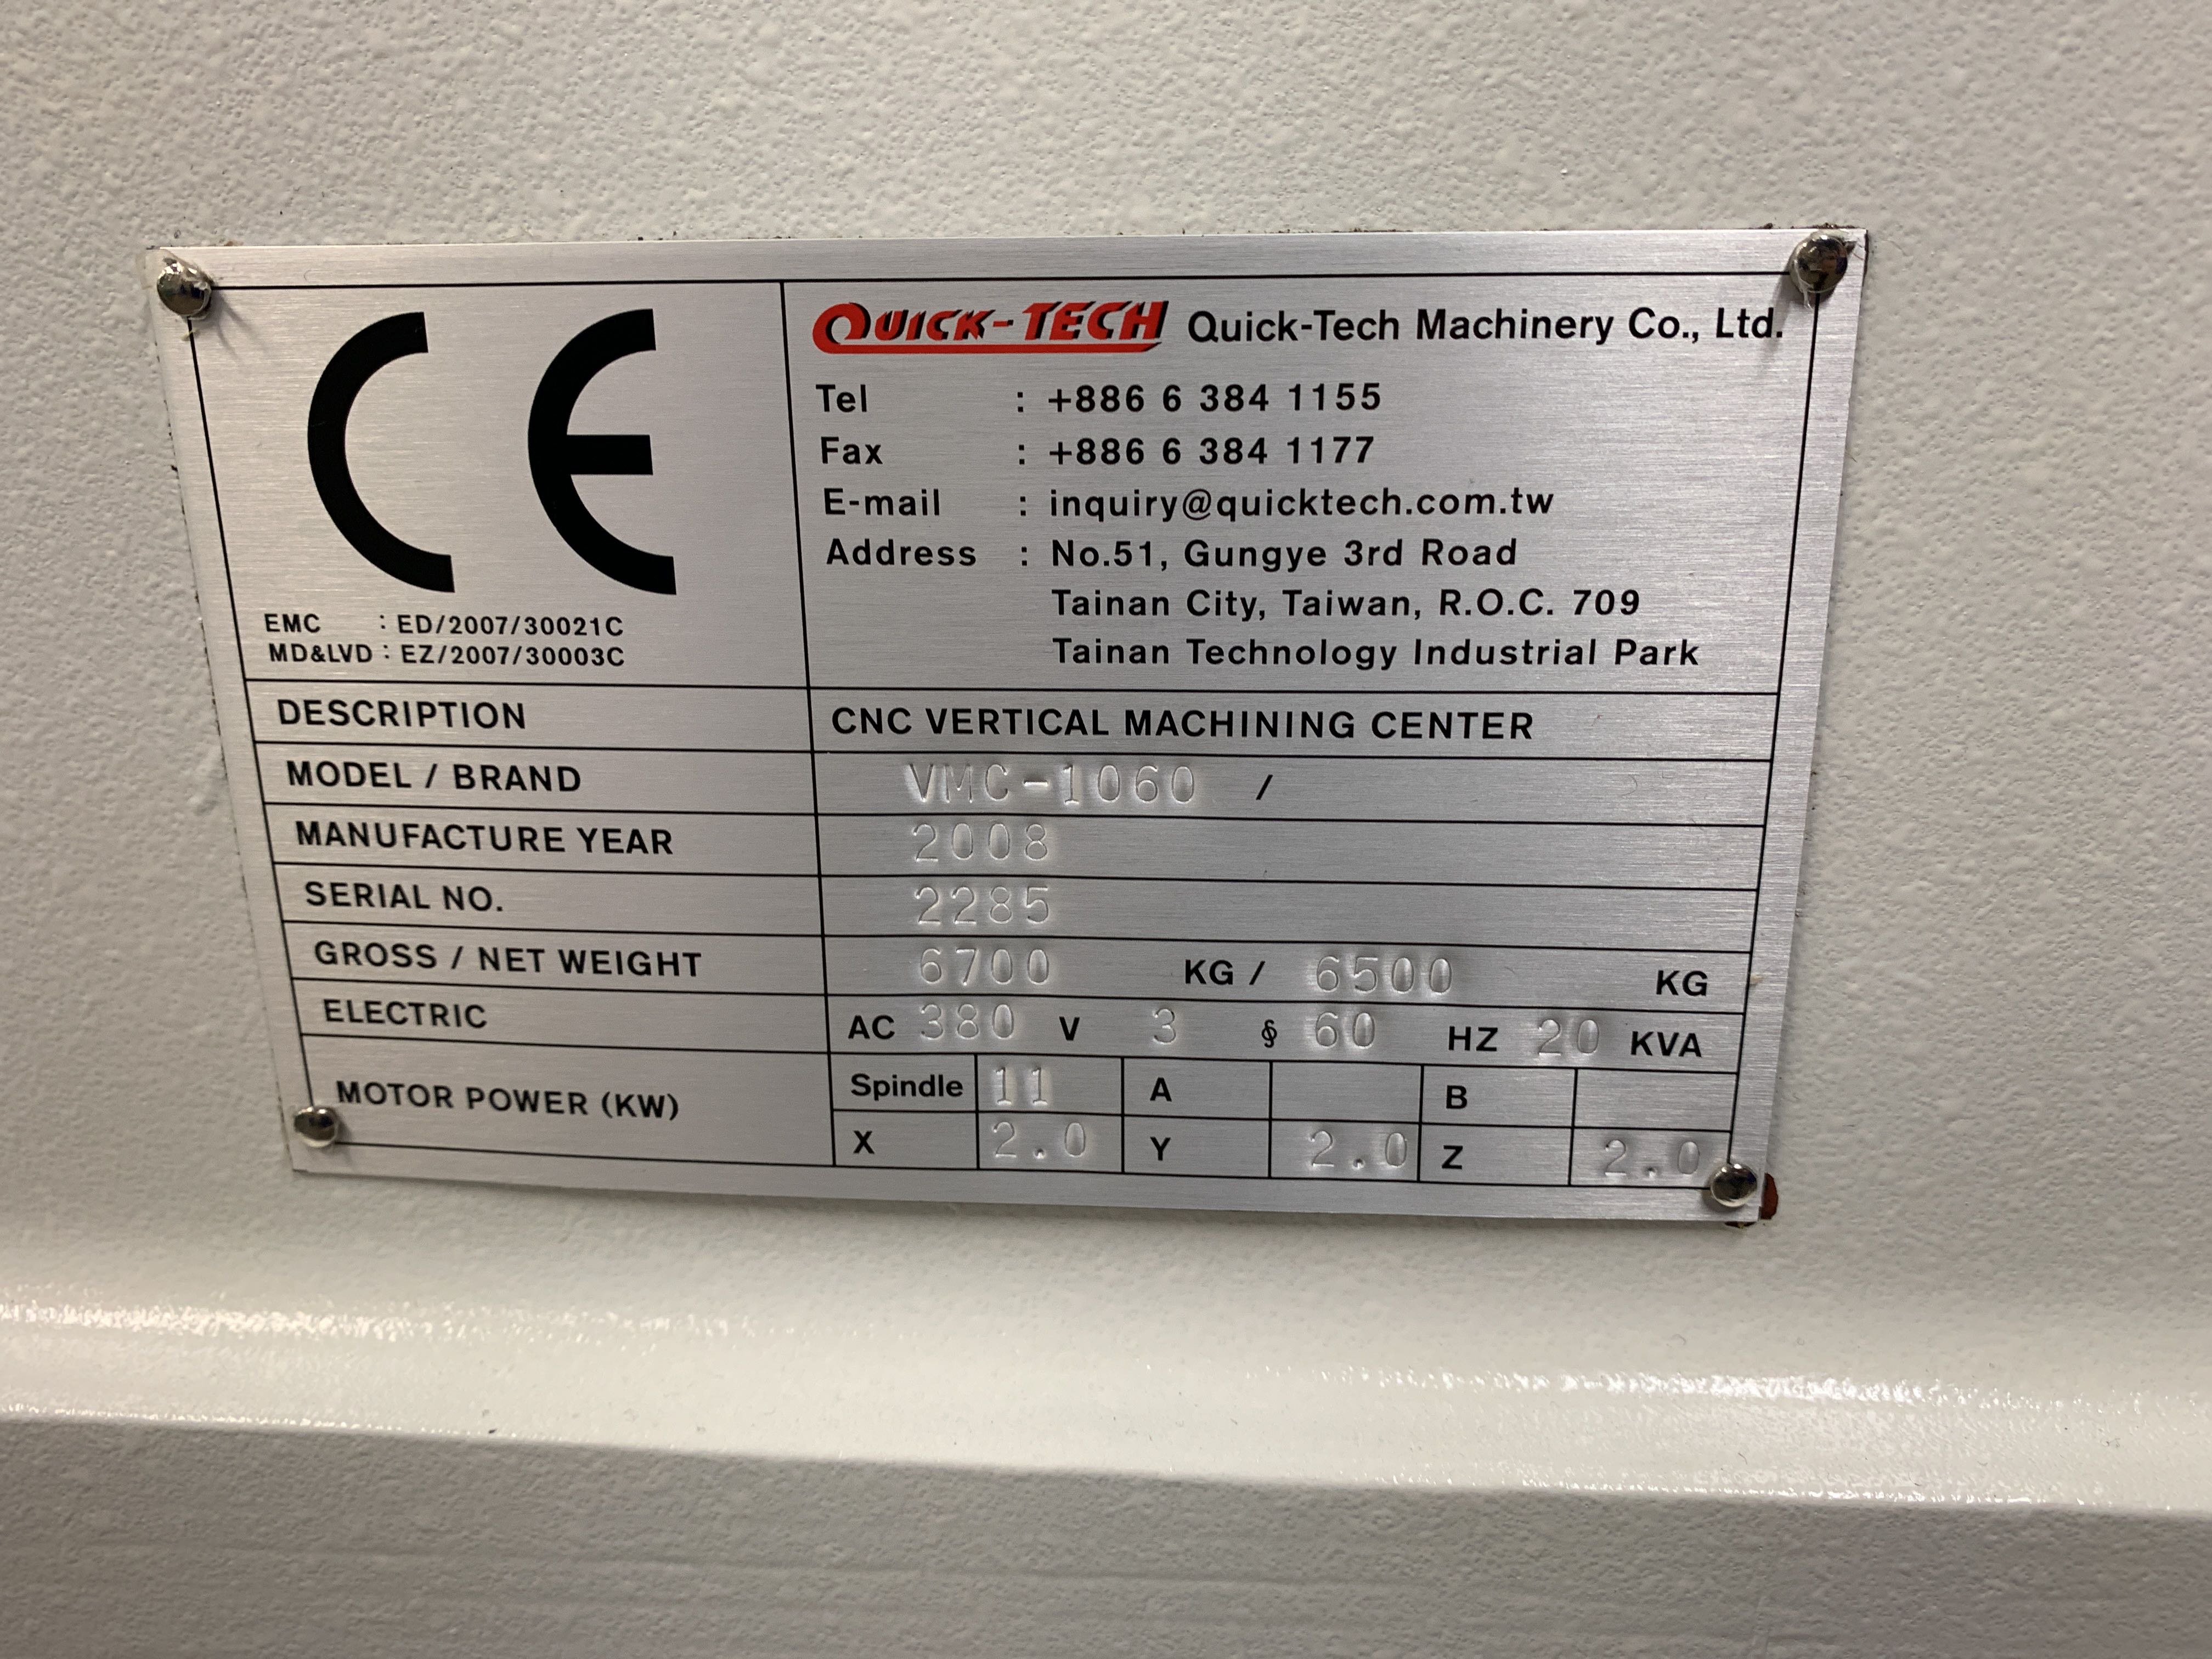 CE
EMC : ED/2007/30021C
MD&LVD : EZ/2007/30003C
QUICK-TECH Quick-Tech Machinery Co., Ltd.
Tel : +886 6 384 1155
Fax : +886 6 384 1177
E-mail : inquiry@quicktech.com.tw
Address : No.51, Gungye 3rd Road
Tainan City, Taiwan, R.O.C. 709
Tainan Technology Industrial Park
DESCRIPTION CNC VERTICAL MACHINING CENTER
MODEL / BRAND VMC-1060 /
MANUFACTURE YEAR 2008
SERIAL NO. 2285
GROSS / NET WEIGHT 6700 KG / 6500 KG
ELECTRIC AC 380 V 3 § 60 HZ 20 KVA
MOTOR POWER (KW)
Spindle 11 A B
X 2.0 Y 2.0 Z 2.0